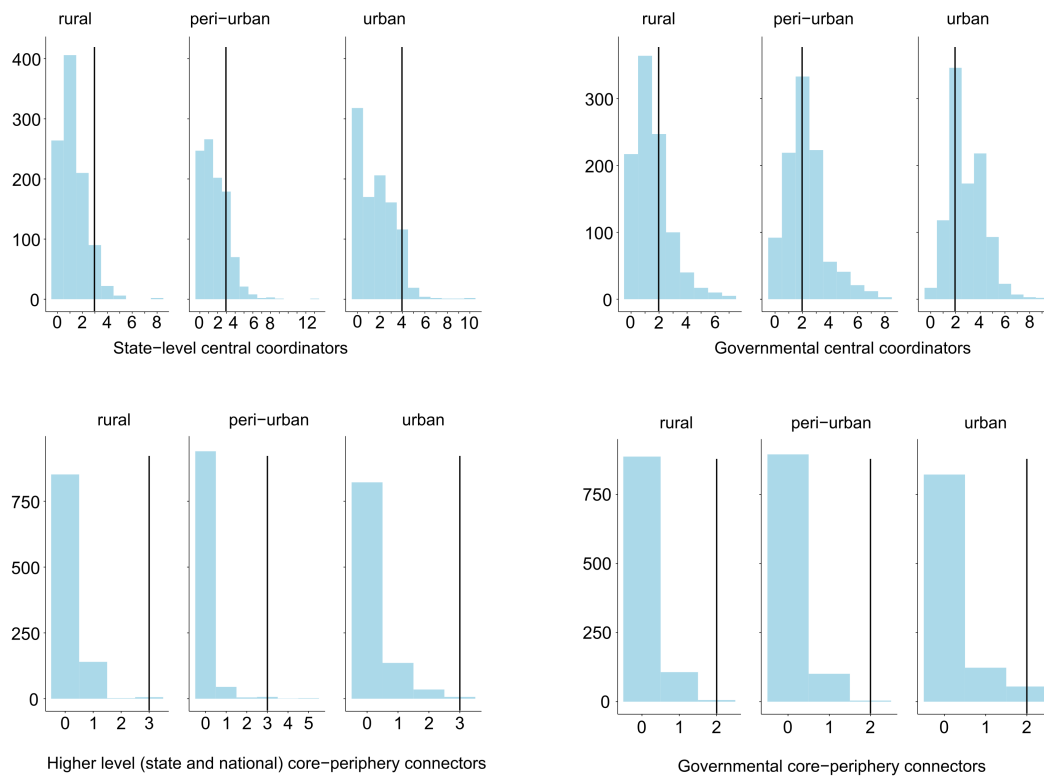 rural peri−urban urban
400
300
200
100
0
0 2 4 6 8 0 2 4 6 8 12 0 2 4 6 8 10
State−level central coordinators
rural peri−urban urban
300
200
100
0
0 2 4 6 0 2 4 6 8 0 2 4 6 8
Governmental central coordinators
rural peri−urban urban
750
500
250
0
0 1 2 3 0 1 2 3 4 5 0 1 2 3
Higher level (state and national) core−periphery connectors
rural peri−urban urban
750
500
250
0
0 1 2 0 1 2 0 1 2
Governmental core−periphery connectors